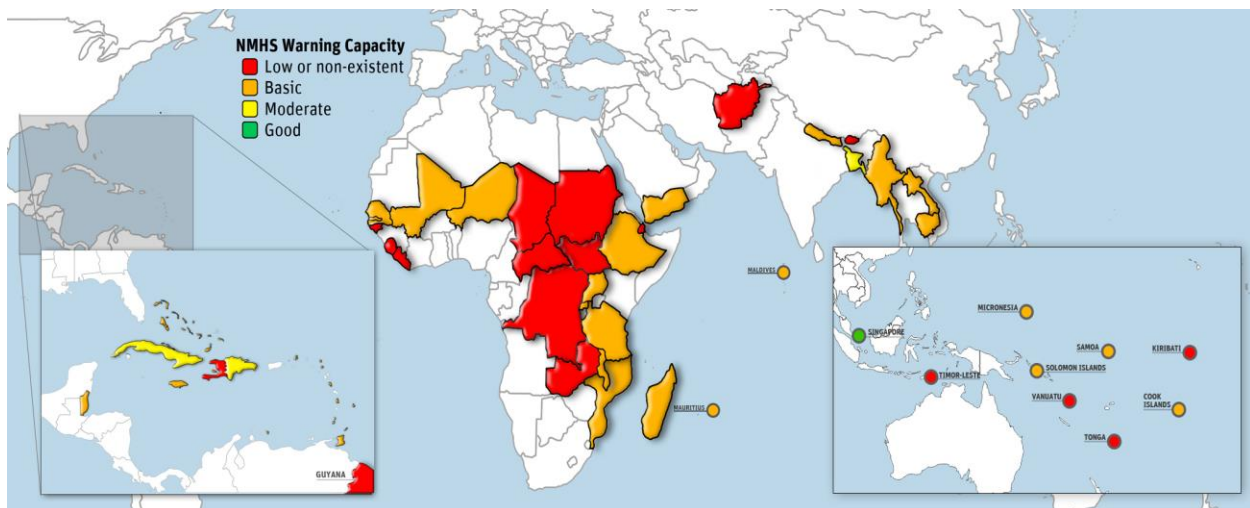 NMHS Warning Capacity
Low or non-existent
Basic
Moderate
Good
MALDIVES
MAURITIUS
GUYANA
MICRONESIA
SINGAPORE
SAMOA
KIRIBATI
SOLOMON ISLANDS
TIMOR-LESTE
VANUATU
COOK
ISLANDS
TONGA